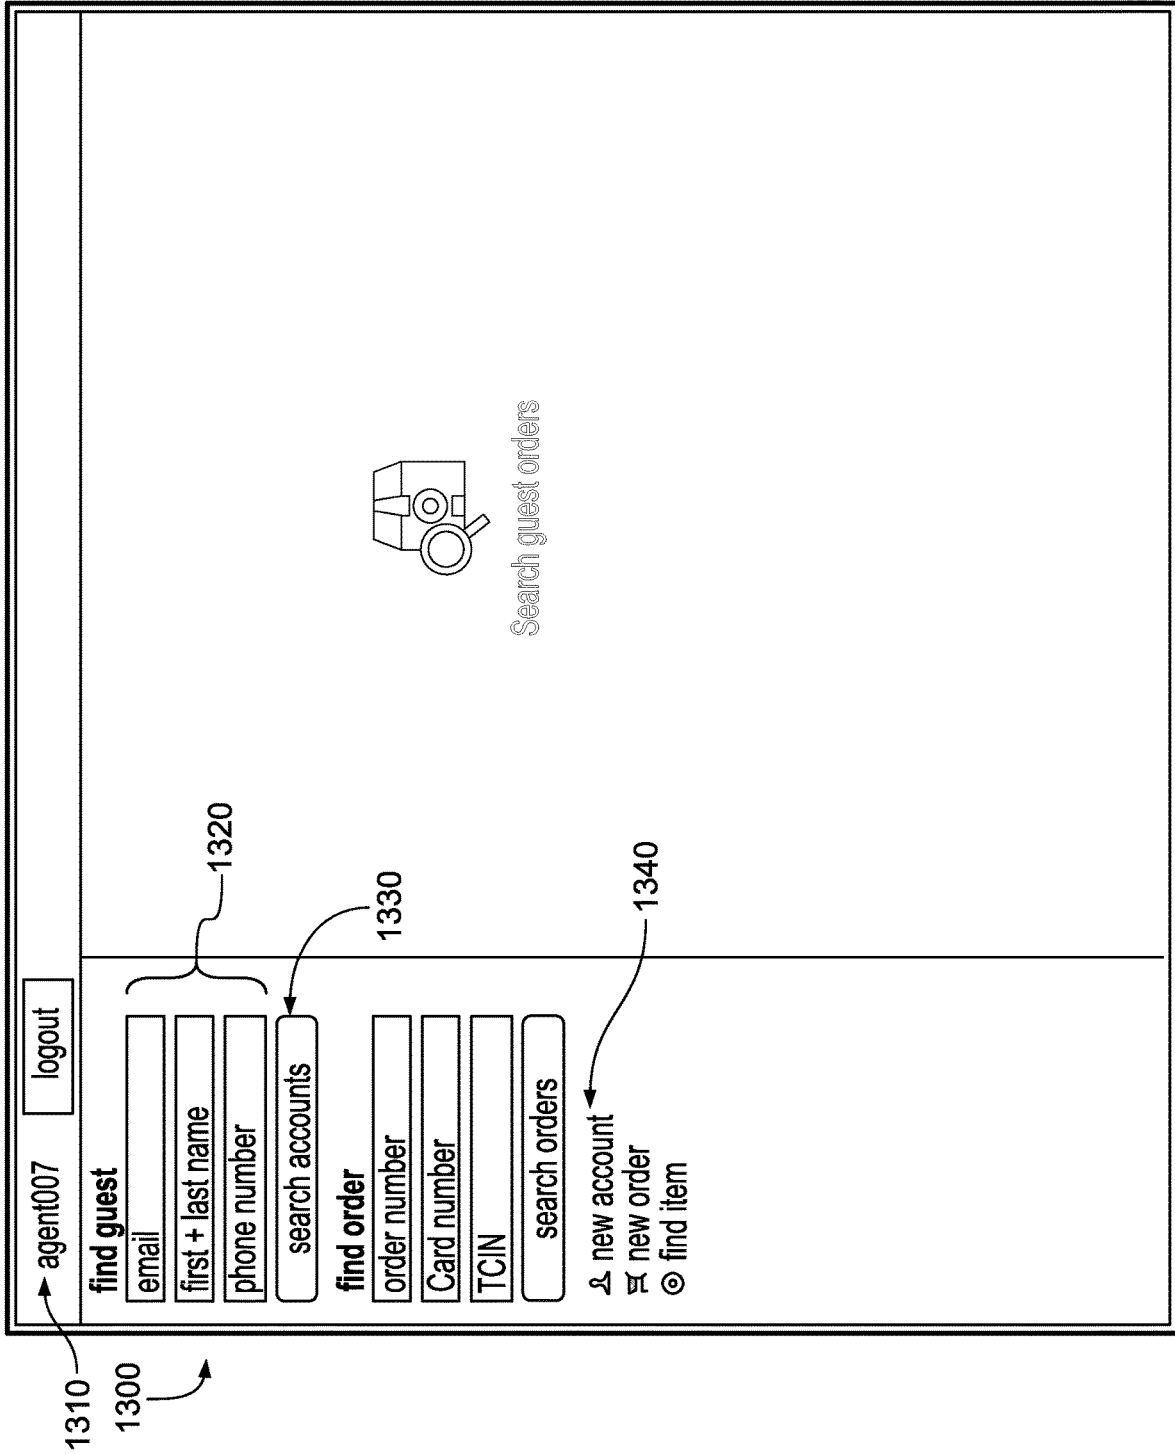 1310
1300
agent007
logout
find guest
email
first + last name
phone number
1320
search accounts
1330
find order
order number
Card number
TCIN
search orders
new account
1340
new order
find item
Search guest orders